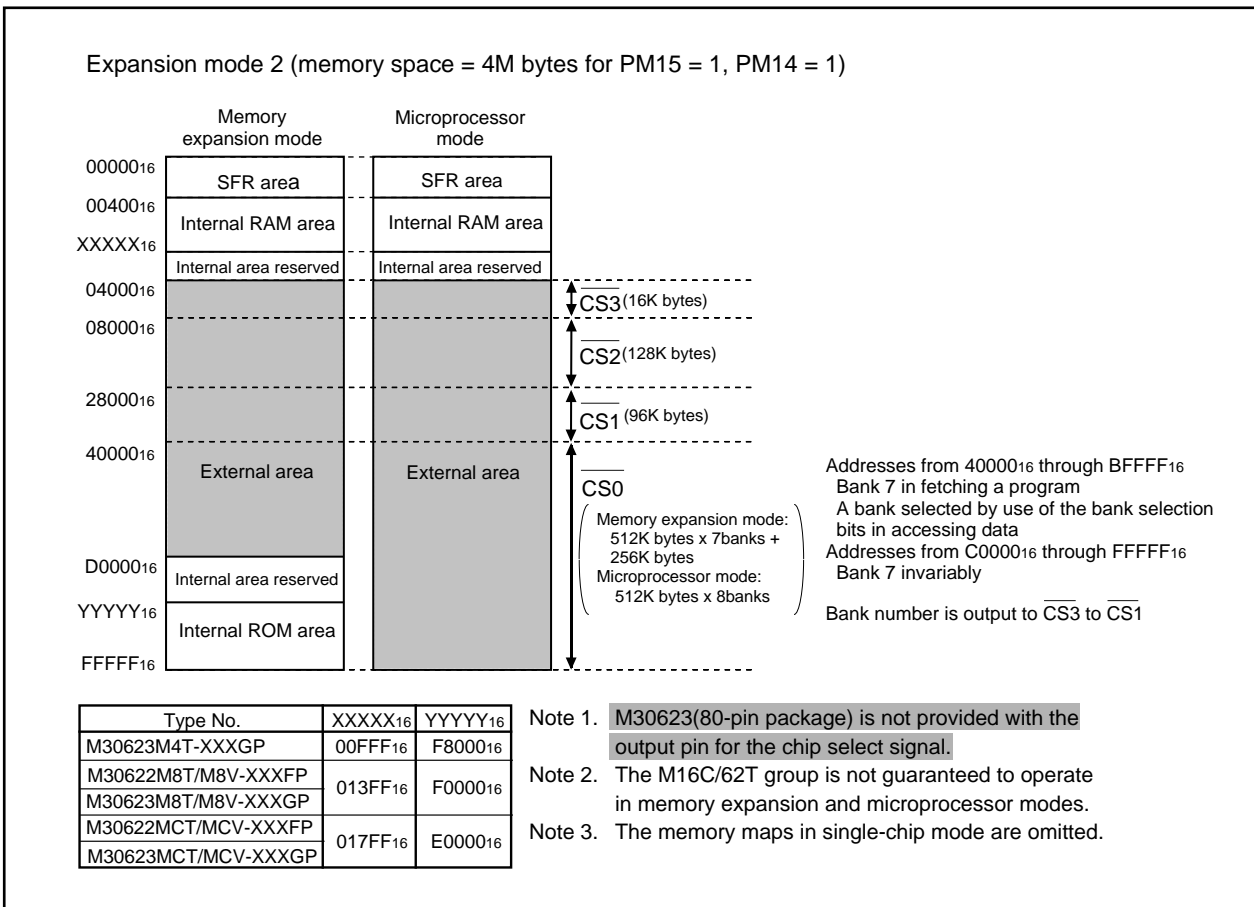 Expansion mode 2 (memory space = 4M bytes for PM15 = 1, PM14 = 1)
Memory
expansion mode
Microprocessor
mode
00000₁₆
SFR area
SFR area
00400₁₆
Internal RAM area
Internal RAM area
XXXXX₁₆
Internal area reserved
Internal area reserved
04000₁₆
CS3 (16K bytes)
08000₁₆
CS2 (128K bytes)
28000₁₆
CS1 (96K bytes)
40000₁₆
External area
External area
CS0
Memory expansion mode:
512K bytes x 7banks +
256K bytes
Microprocessor mode:
512K bytes x 8banks
Addresses from 40000₁₆ through BFFFF₁₆
Bank 7 in fetching a program
A bank selected by use of the bank selection
bits in accessing data
Addresses from C0000₁₆ through FFFFF₁₆
Bank 7 invariably
Bank number is output to CS3 to CS1
D0000₁₆
Internal area reserved
YYYYY₁₆
Internal ROM area
FFFFF₁₆
Type No. XXXXX₁₆ YYYYY₁₆
M30623M4T-XXXGP 00FFF₁₆ F8000₁₆
M30622M8T/M8V-XXXFP
M30623M8T/M8V-XXXGP
013FF₁₆ F0000₁₆
M30622MCT/MCV-XXXFP
M30623MCT/MCV-XXXGP
017FF₁₆ E0000₁₆
Note 1. M30623(80-pin package) is not provided with the
output pin for the chip select signal.
Note 2. The M16C/62T group is not guaranteed to operate
in memory expansion and microprocessor modes.
Note 3. The memory maps in single-chip mode are omitted.